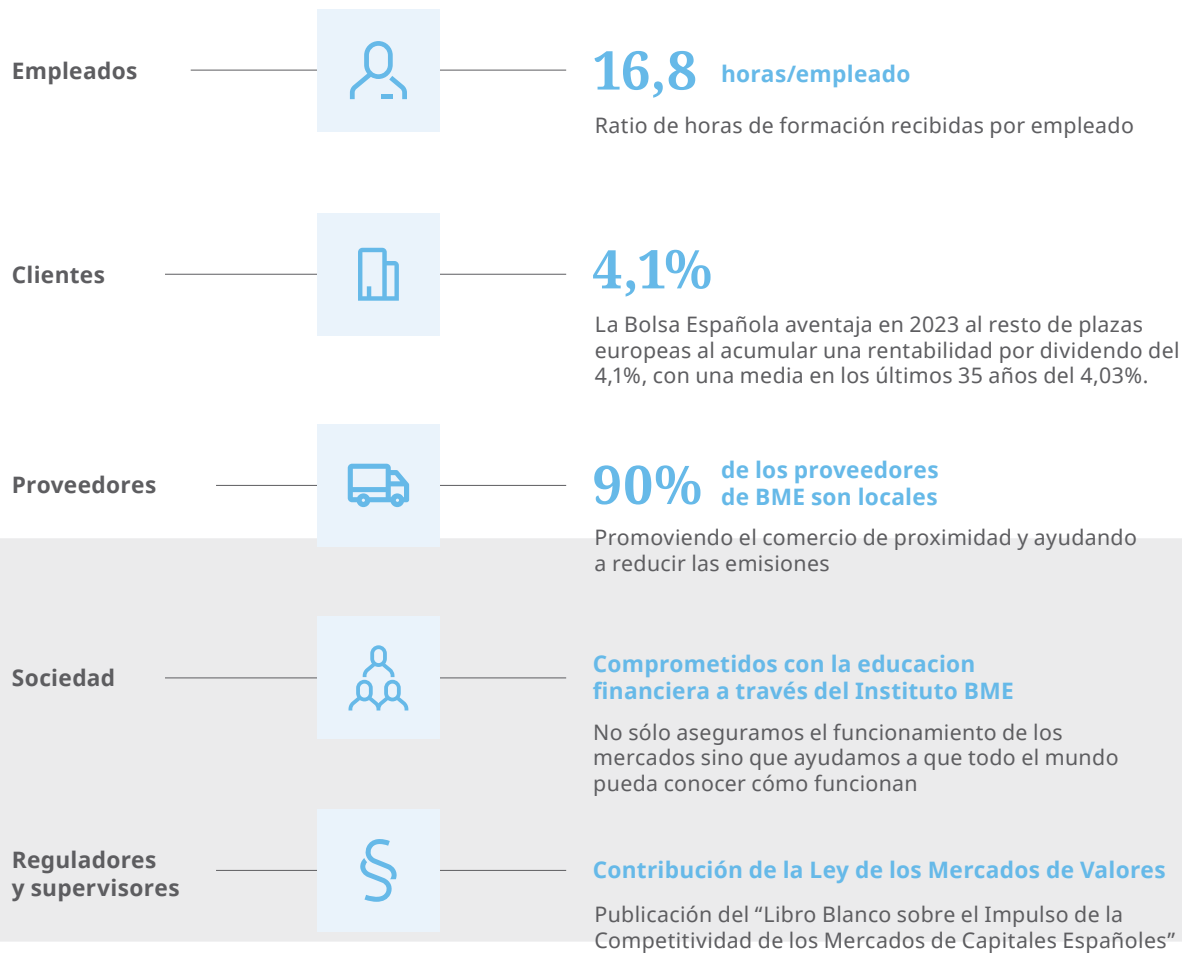 Empleados
16,8 horas/empleado
Ratio de horas de formación recibidas por empleado
Clientes
4,1%
La Bolsa Española aventaja en 2023 al resto de plazas
europeas al acumular una rentabilidad por dividendo del
4,1%, con una media en los últimos 35 años del 4,03%.
Proveedores
90% de los proveedores
de BME son locales
Promoviendo el comercio de proximidad y ayudando
a reducir las emisiones
Sociedad
Comprometidos con la educacion
financiera a través del Instituto BME
No sólo aseguramos el funcionamiento de los
mercados sino que ayudamos a que todo el mundo
pueda conocer cómo funcionan
Reguladores
y supervisores
§
Contribución de la Ley de los Mercados de Valores
Publicación del “Libro Blanco sobre el Impulso de la
Competitividad de los Mercados de Capitales Españoles”